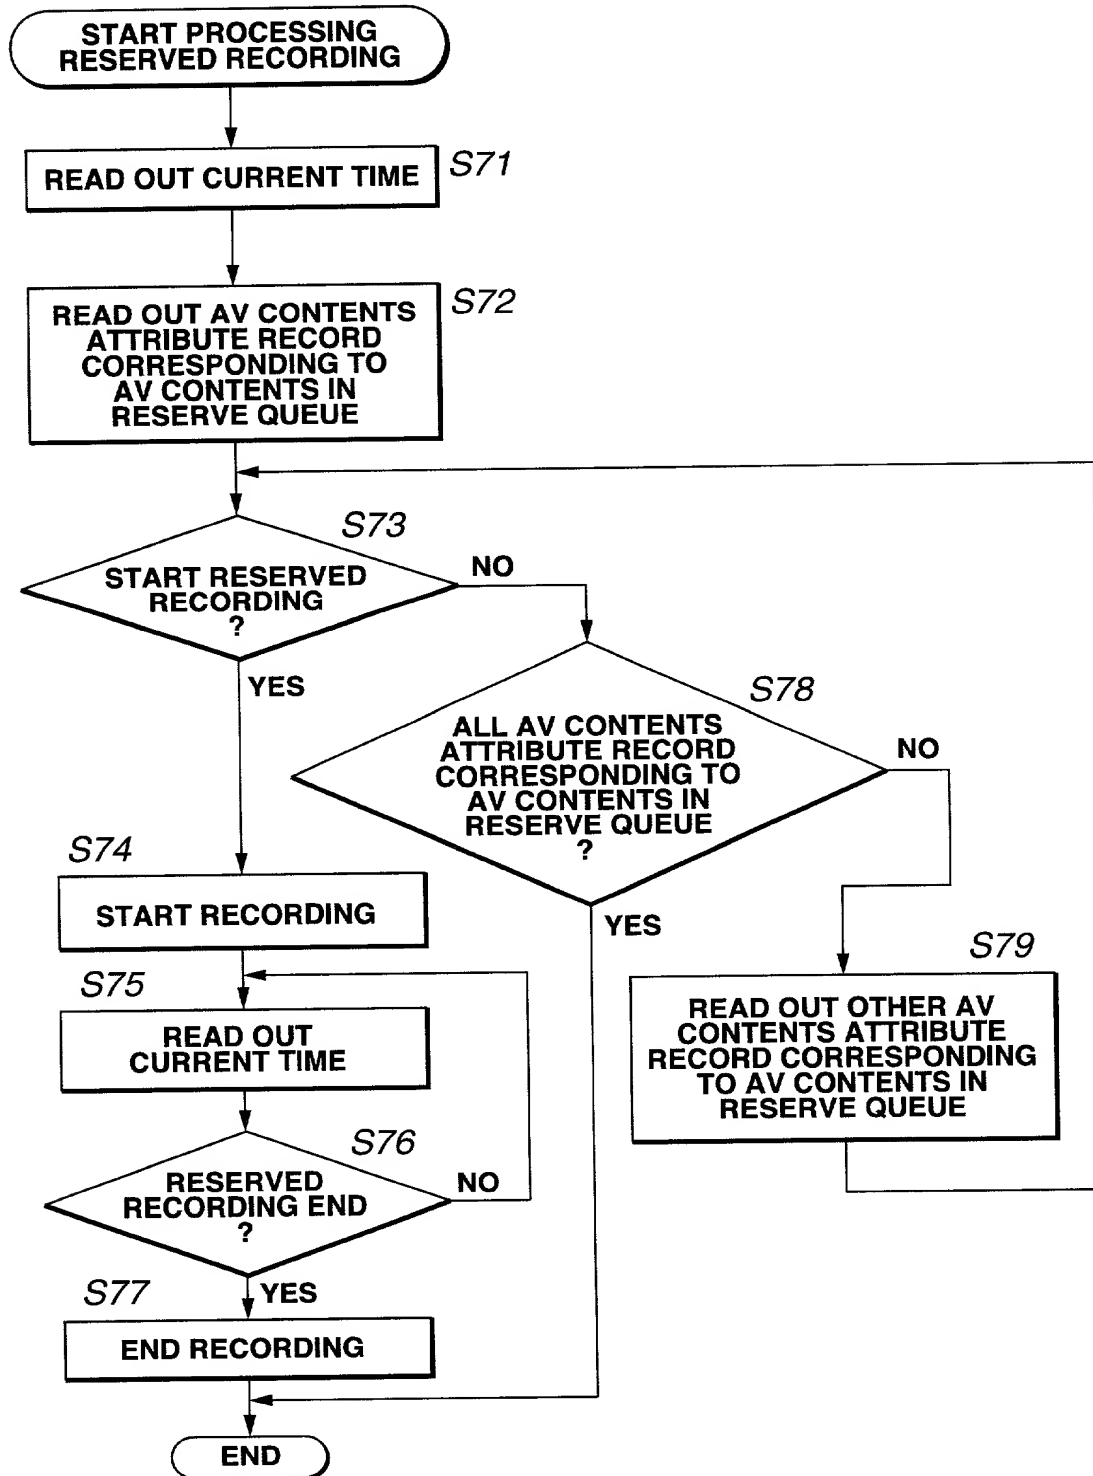 START PROCESSING
RESERVED RECORDING
S71
READ OUT CURRENT TIME
S72
READ OUT AV CONTENTS
ATTRIBUTE RECORD
CORRESPONDING TO
AV CONTENTS IN
RESERVE QUEUE
S73
START RESERVED
RECORDING
?
NO
YES
S78
ALL AV CONTENTS
ATTRIBUTE RECORD
CORRESPONDING TO
AV CONTENTS IN
RESERVE QUEUE
?
NO
YES
S74
START RECORDING
S75
READ OUT
CURRENT TIME
S79
READ OUT OTHER AV
CONTENTS ATTRIBUTE
RECORD CORRESPONDING
TO AV CONTENTS IN
RESERVE QUEUE
S76
RESERVED
RECORDING END
?
NO
YES
S77
END RECORDING
END